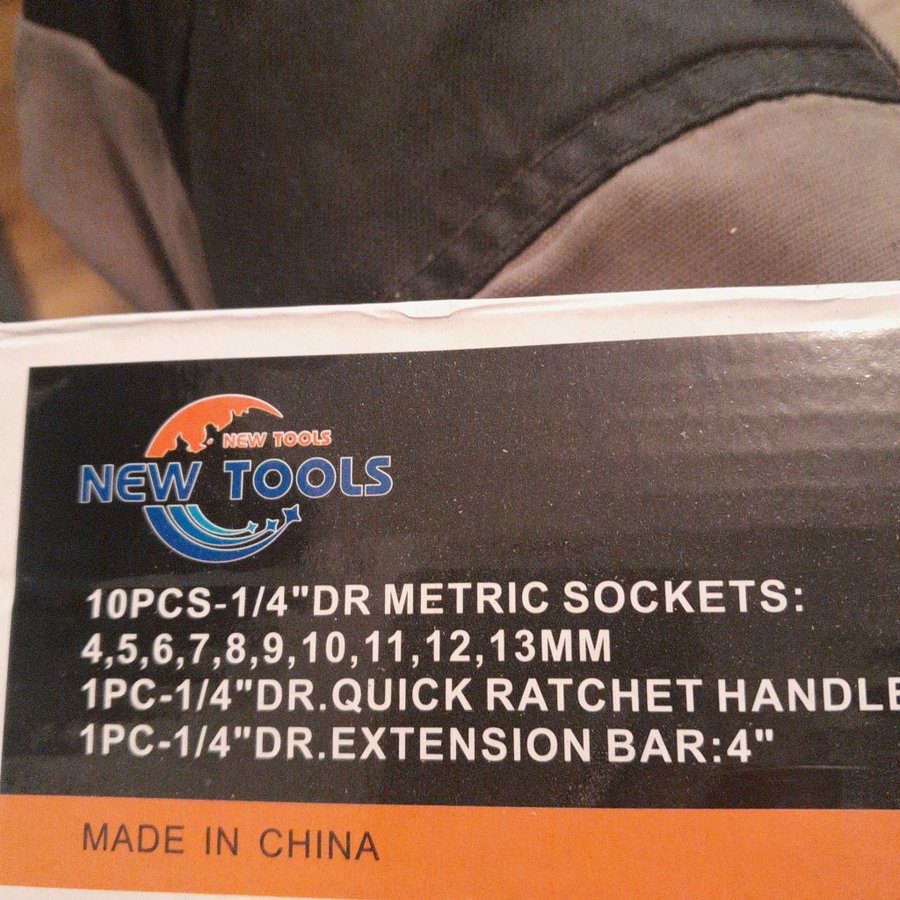 NEW TOOLS
NEW TOOLS
10PCS-1/4"DR METRIC SOCKETS:
4,5,6,7,8,9,10,11,12,13MM
1PC-1/4"DR.QUICK RATCHET HANDLE
1PC-1/4"DR.EXTENSION BAR:4"
MADE IN CHINA